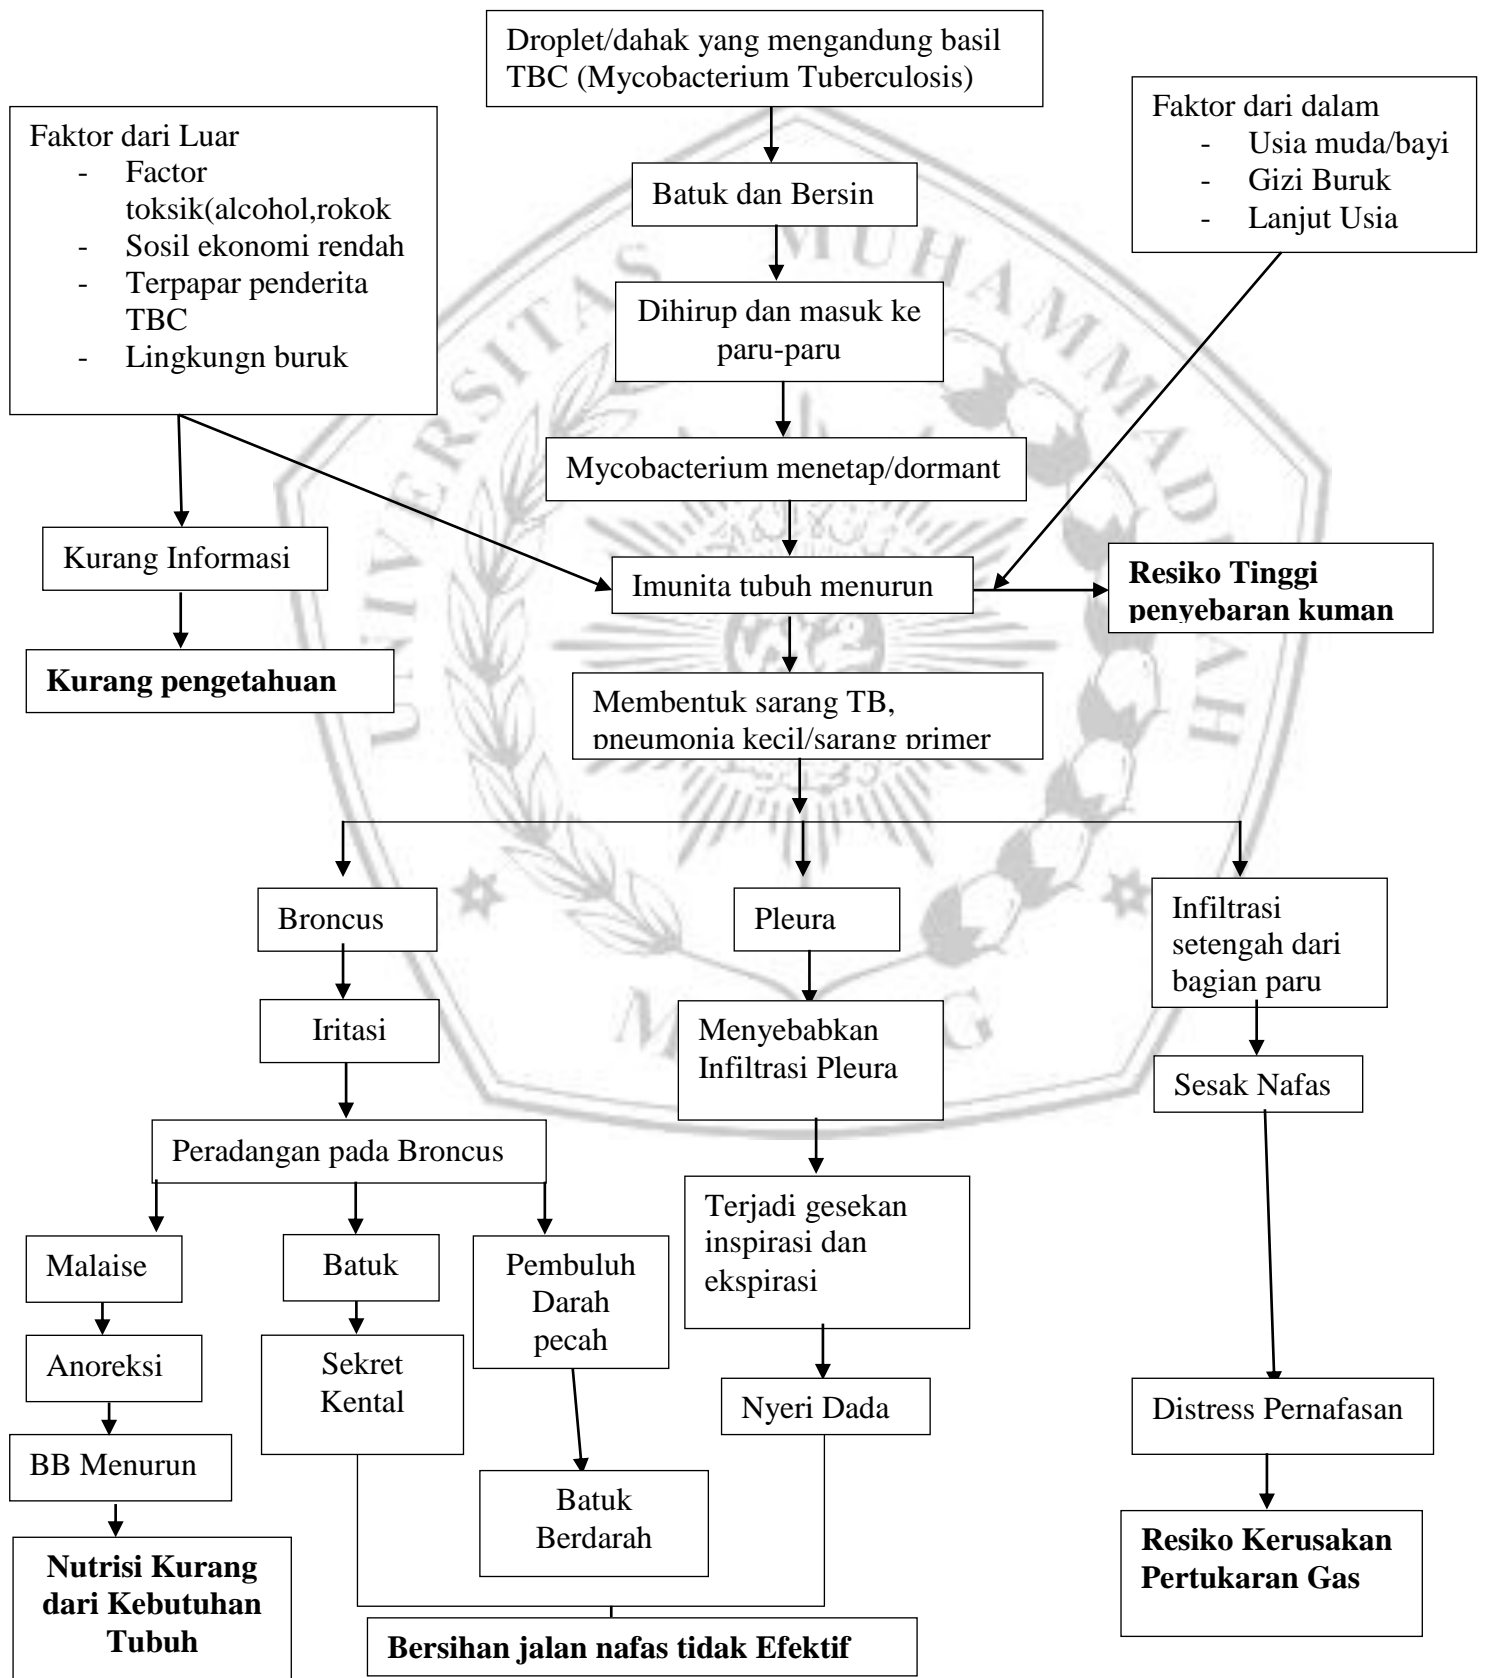 Droplet/dahak yang mengandung basil
TBC (Mycobacterium Tuberculosis)
Faktor dari Luar
- Factor
toksik(alcohol,rokok
- Sosil ekonomi rendah
- Terpapar penderita
TBC
- Lingkungn buruk
Faktor dari dalam
- Usia muda/bayi
- Gizi Buruk
- Lanjut Usia
Batuk dan Bersin
Dihirup dan masuk ke
paru-paru
Mycobacterium menetap/dormant
Kurang Informasi
Imunita tubuh menurun
Resiko Tinggi
penyebaran kuman
Kurang pengetahuan
Membentuk sarang TB,
pneumonia kecil/sarang primer
Broncus
Pleura
Infiltrasi
setengah dari
bagian paru
Iritasi
Menyebabkan
Infiltrasi Pleura
Sesak Nafas
Peradangan pada Broncus
Terjadi gesekan
inspirasi dan
ekspirasi
Malaise
Batuk
Pembuluh
Darah
pecah
Anoreksi
Sekret
Kental
Nyeri Dada
Distress Pernafasan
BB Menurun
Batuk
Berdarah
Nutrisi Kurang
dari Kebutuhan
Tubuh
Resiko Kerusakan
Pertukaran Gas
Bersihan jalan nafas tidak Efektif
UNIVERSITAS MUHAMMADIYAH